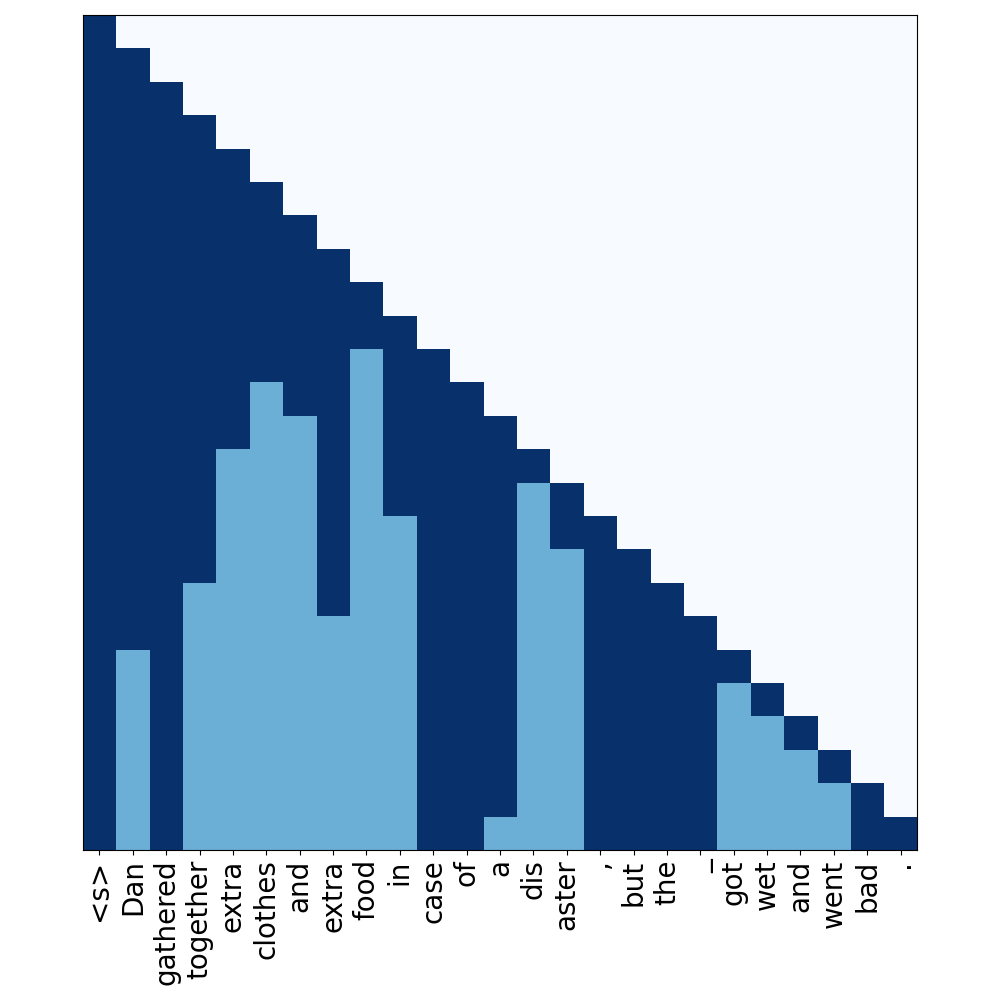 <s>
Dan
gathered
together
extra
clothes
and
extra
food
in
case
of
a
dis
aster
,
but
the
_
got
wet
and
went
bad
.